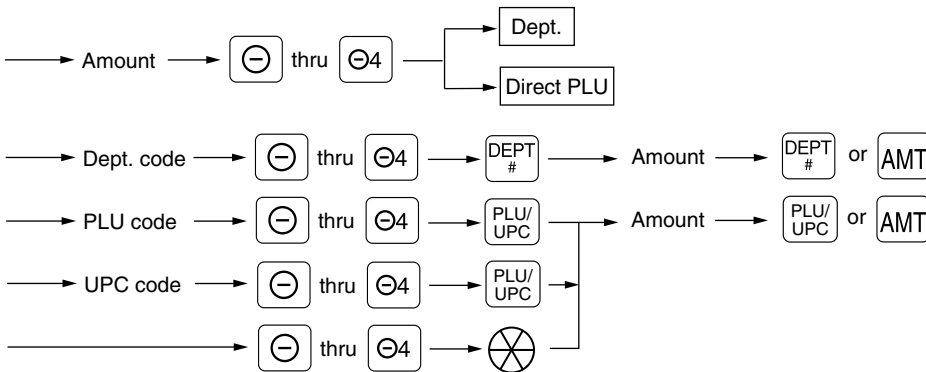 Dept.
Amount ⊖ thru ⊖4
Direct PLU
Dept. code ⊖ thru ⊖4 DEPT # Amount DEPT # or AMT
PLU code ⊖ thru ⊖4 PLU/UPC Amount PLU/UPC or AMT
UPC code ⊖ thru ⊖4 PLU/UPC
⊖ thru ⊖4